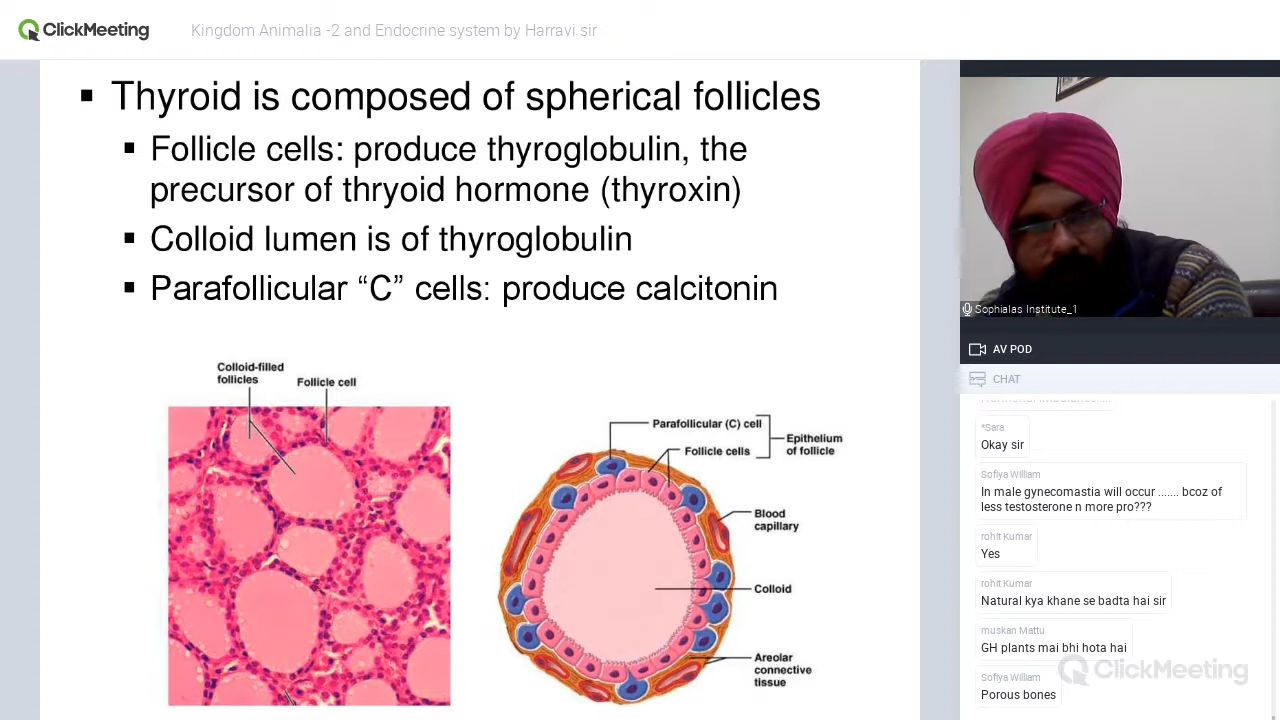 ClickMeeting
Kingdom Animalia -2 and Endocrine system by Harravi sir
▪ Thyroid is composed of spherical follicles
▪ Follicle cells: produce thyroglobulin, the
precursor of thryoid hormone (thyroxin)
▪ Colloid lumen is of thyroglobulin
▪ Parafollicular “C” cells: produce calcitonin
Colloid-filled
follicles
Follicle cell
Parafollicular (C) cell
Follicle cells
Epithelium
of follicle
Blood
capillary
Colloid
Areolar
connective
tissue
Sophialas Institute_1
AV POD
CHAT
*Sara
Okay sir
Sofiya William
In male gynecomastia will occur ....... bcoz of
less testosterone n more pro???
rohit Kumar
Yes
rohit Kumar
Natural kya khane se badta hai sir
muskan Mattu
GH plants mai bhi hota hai
ClickMeeting
Sofiya William
Porous bones